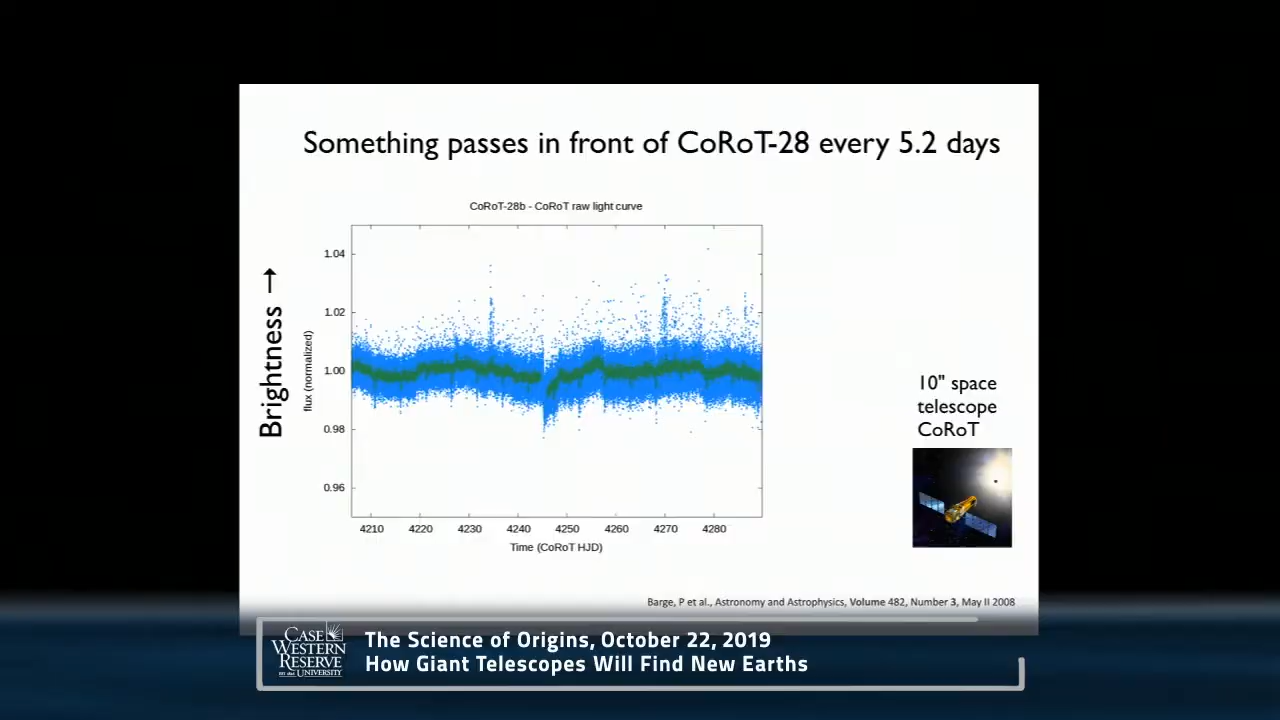 Something passes in front of CoRoT-28 every 5.2 days
CoRoT-28b - CoRoT raw light curve
Brightness →
flux (normalized)
1.04
1.02
1.00
0.98
0.96
4210 4220 4230 4240 4250 4260 4270 4280
Time (CoRoT HJD)
10" space
telescope
CoRoT
Barge, P et al., Astronomy and Astrophysics, Volume 482, Number 3, May II 2008
CASE
WESTERN
RESERVE
UNIVERSITY
The Science of Origins, October 22, 2019
How Giant Telescopes Will Find New Earths